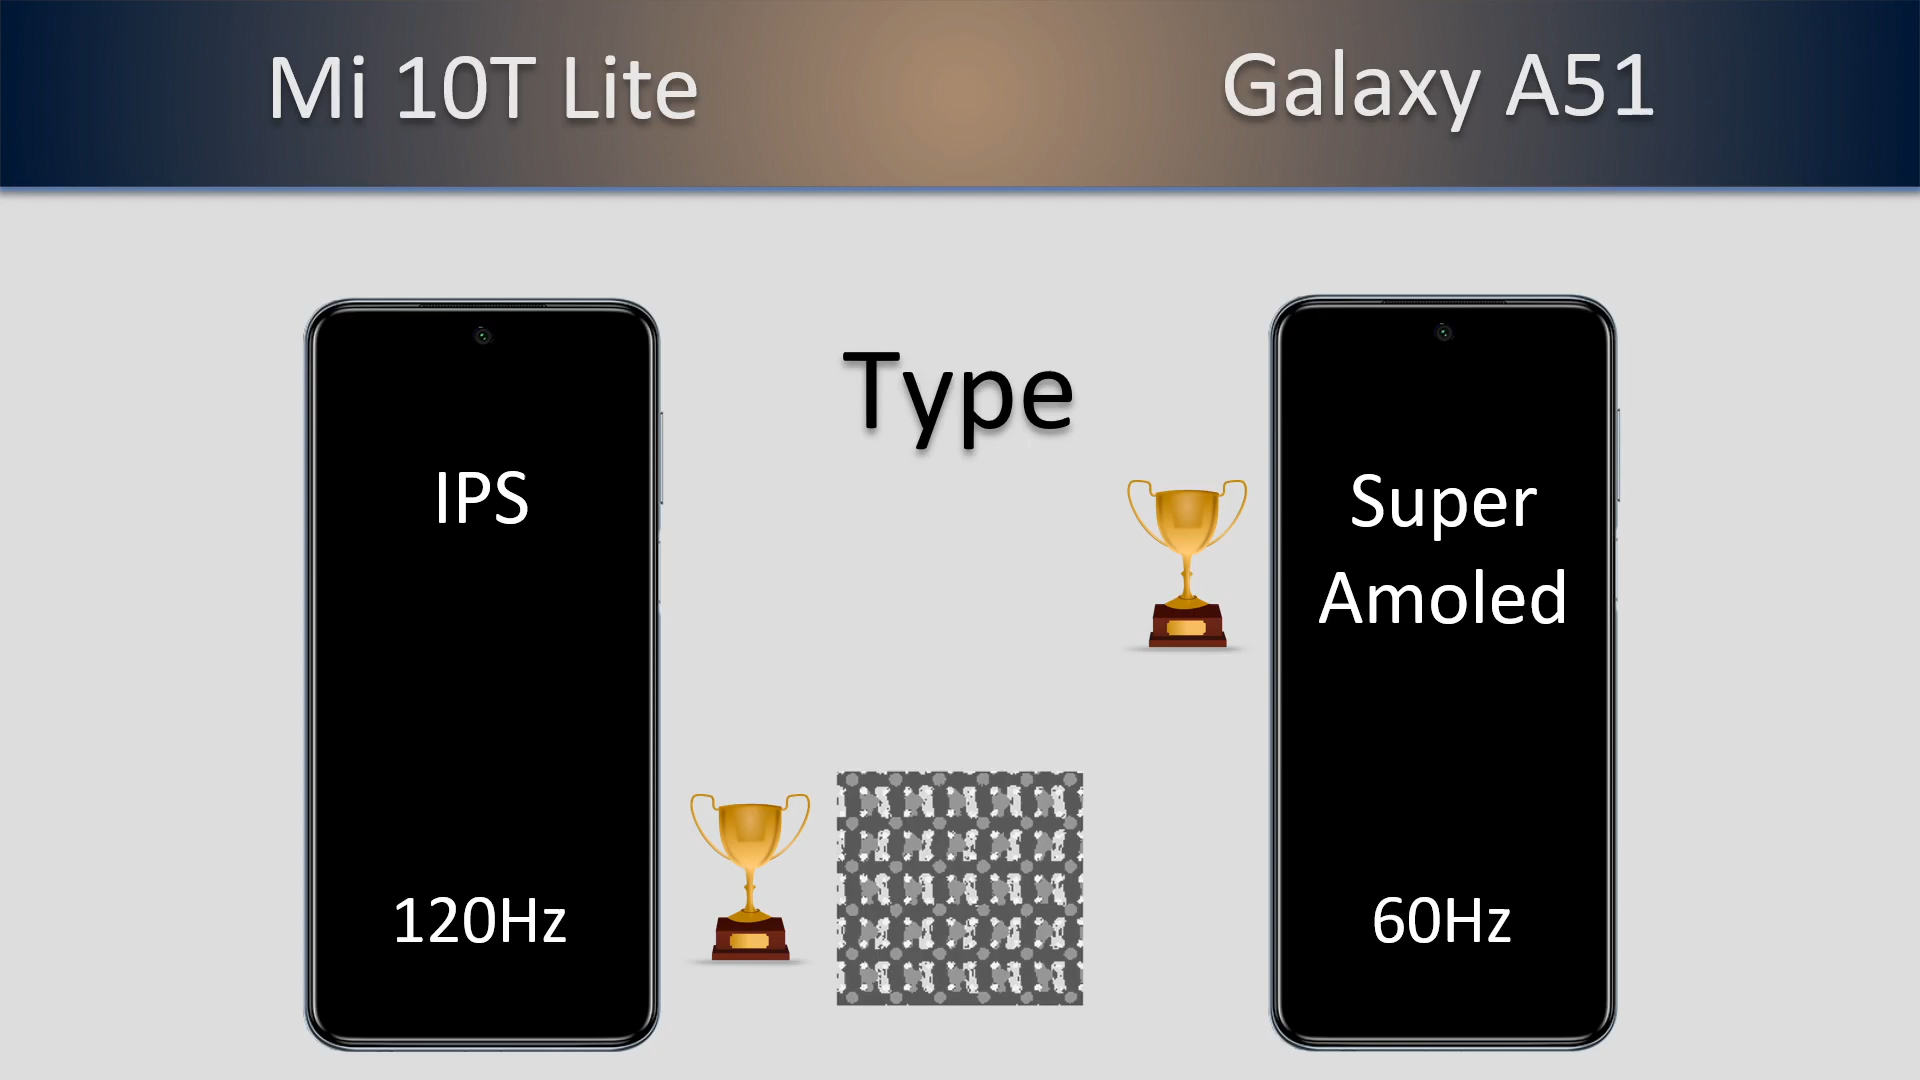 Mi 10T Lite
Galaxy A51
Type
IPS
Super
Amoled
120Hz
60Hz